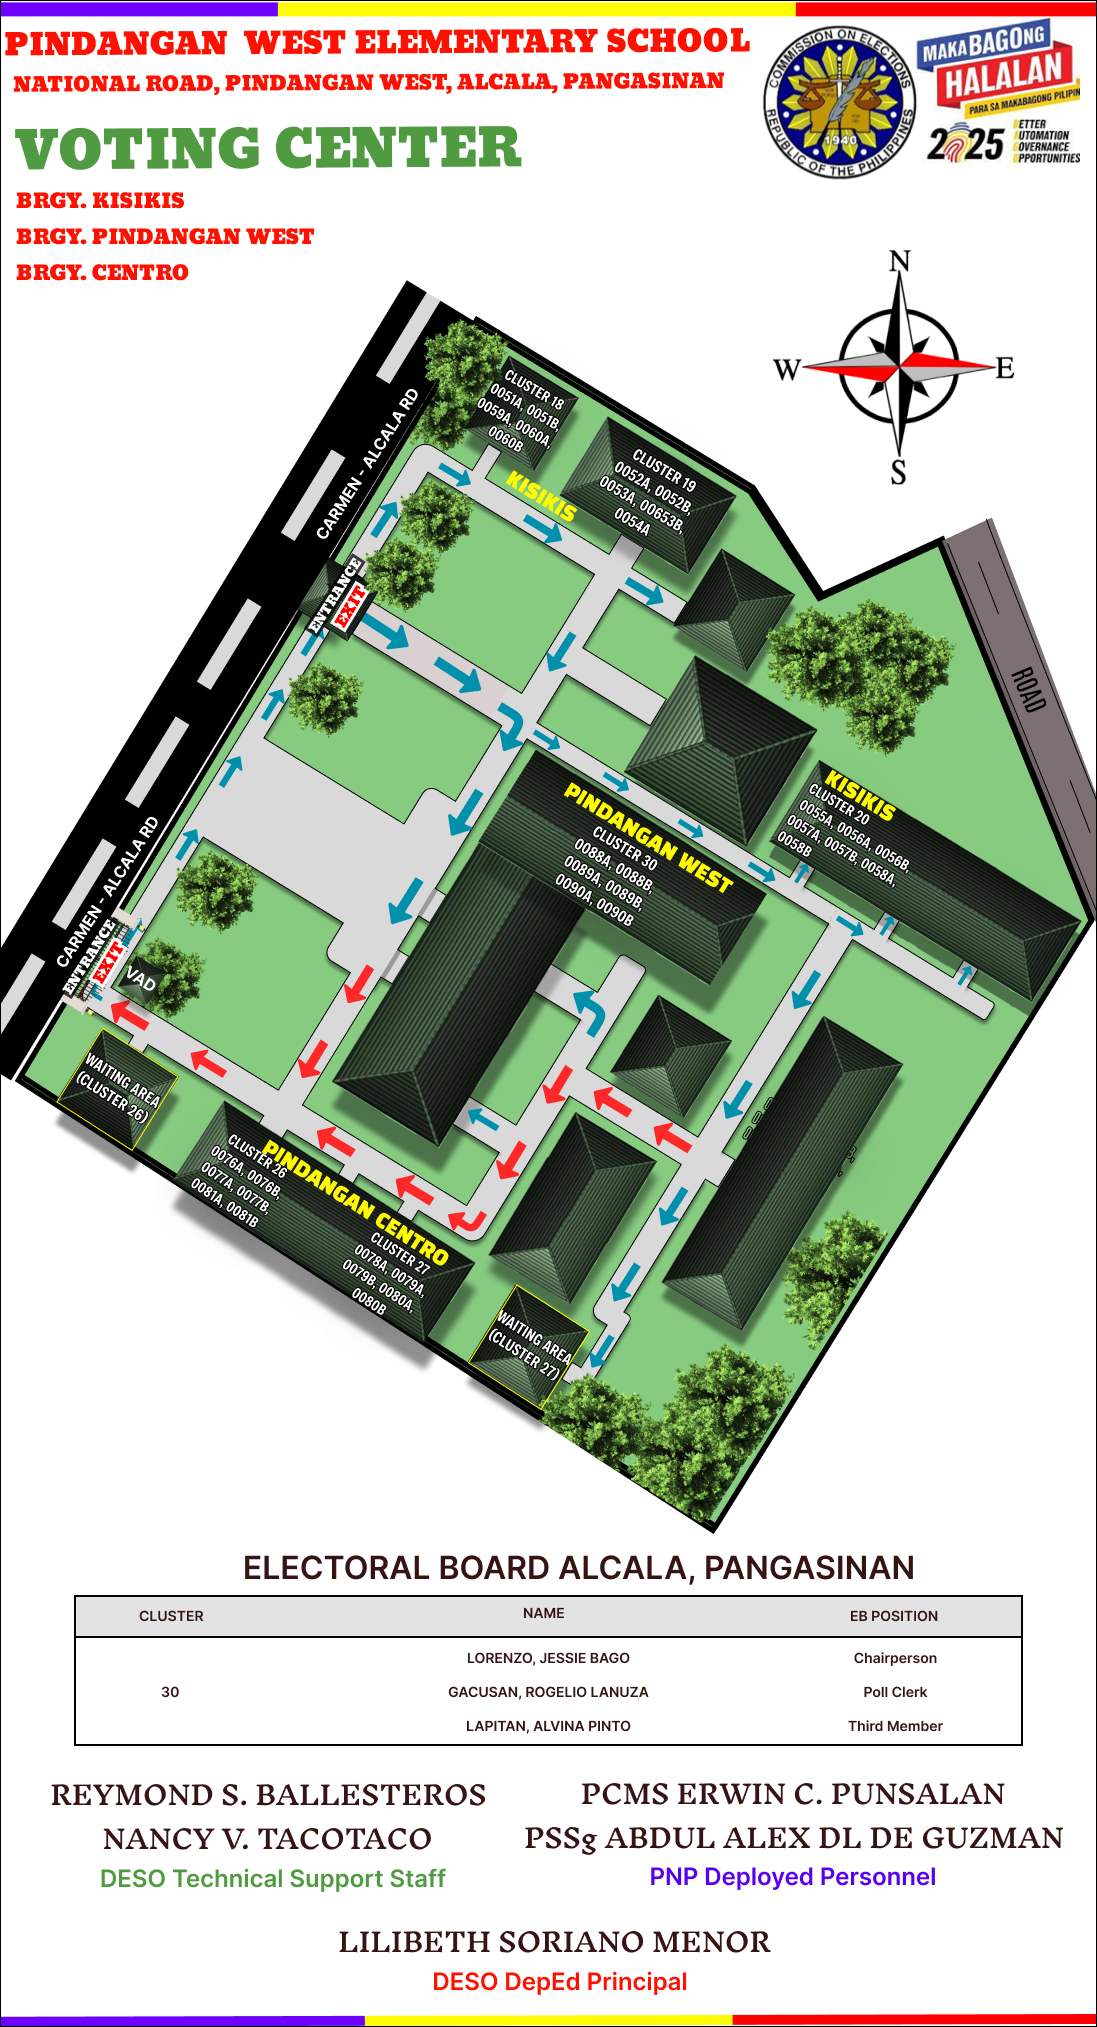 PINDANGAN WEST ELEMENTARY SCHOOL
NATIONAL ROAD, PINDANGAN WEST, ALCALA, PANGASINAN
VOTING CENTER
BRGY. KISIKIS
BRGY. PINDANGAN WEST
BRGY. CENTRO
COMMISSION ON ELECTIONS
1940
REPUBLIC OF THE PHILIPPINES
MAKABAGONG
HALALAN
PARA SA MAKABAGONG PILIPIN
2025
BETTER
AUTOMATION
GOVERNANCE
OPPORTUNITIES
N
W
E
S
CARMEN - ALCALA RD
CLUSTER 18
0051A, 0051B,
0059A, 0060A,
0060B
KISIKIS
CLUSTER 19
0052A, 0052B,
0053A, 00653B,
0054A
ENTRANCE
EXIT
ROAD
KISIKIS
CLUSTER 20
0055A, 0056A, 0056B,
0057A, 0057B, 0058A,
0058B
PINDANGAN WEST
CLUSTER 30
0088A, 0088B,
0089A, 0089B,
0090A, 0090B
CARMEN - ALCALA RD
ENTRANCE
EXIT
VAD
WAITING AREA
(CLUSTER 26)
PINDANGAN CENTRO
CLUSTER 26
0076A, 0076B,
0077A, 0077B,
0081A, 0081B
CLUSTER 27
0078A, 0079A,
0079B, 0080A,
0080B
WAITING AREA
(CLUSTER 27)
ELECTORAL BOARD ALCALA, PANGASINAN
CLUSTER NAME EB POSITION
LORENZO, JESSIE BAGO Chairperson
30 GACUSAN, ROGELIO LANUZA Poll Clerk
LAPITAN, ALVINA PINTO Third Member
REYMOND S. BALLESTEROS
NANCY V. TACOTACO
DESO Technical Support Staff
PCMS ERWIN C. PUNSALAN
PSSg ABDUL ALEX DL DE GUZMAN
PNP Deployed Personnel
LILIBETH SORIANO MENOR
DESO DepEd Principal